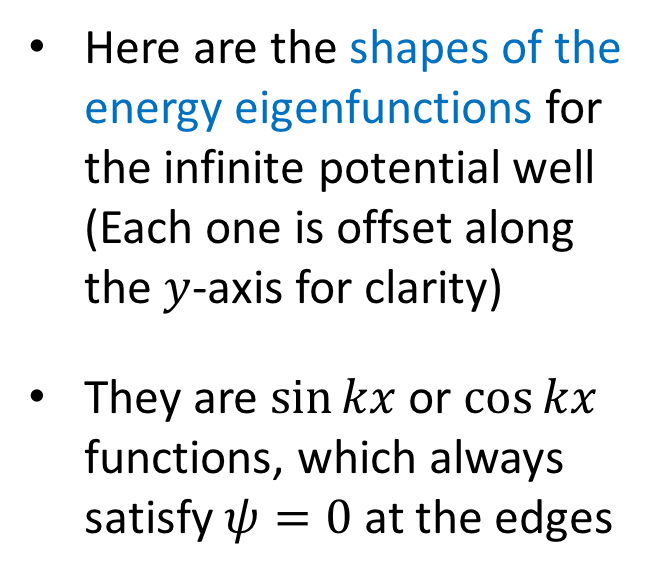 • Here are the shapes of the
energy eigenfunctions for
the infinite potential well
(Each one is offset along
the y-axis for clarity)
• They are sin kx or cos kx
functions, which always
satisfy ψ = 0 at the edges